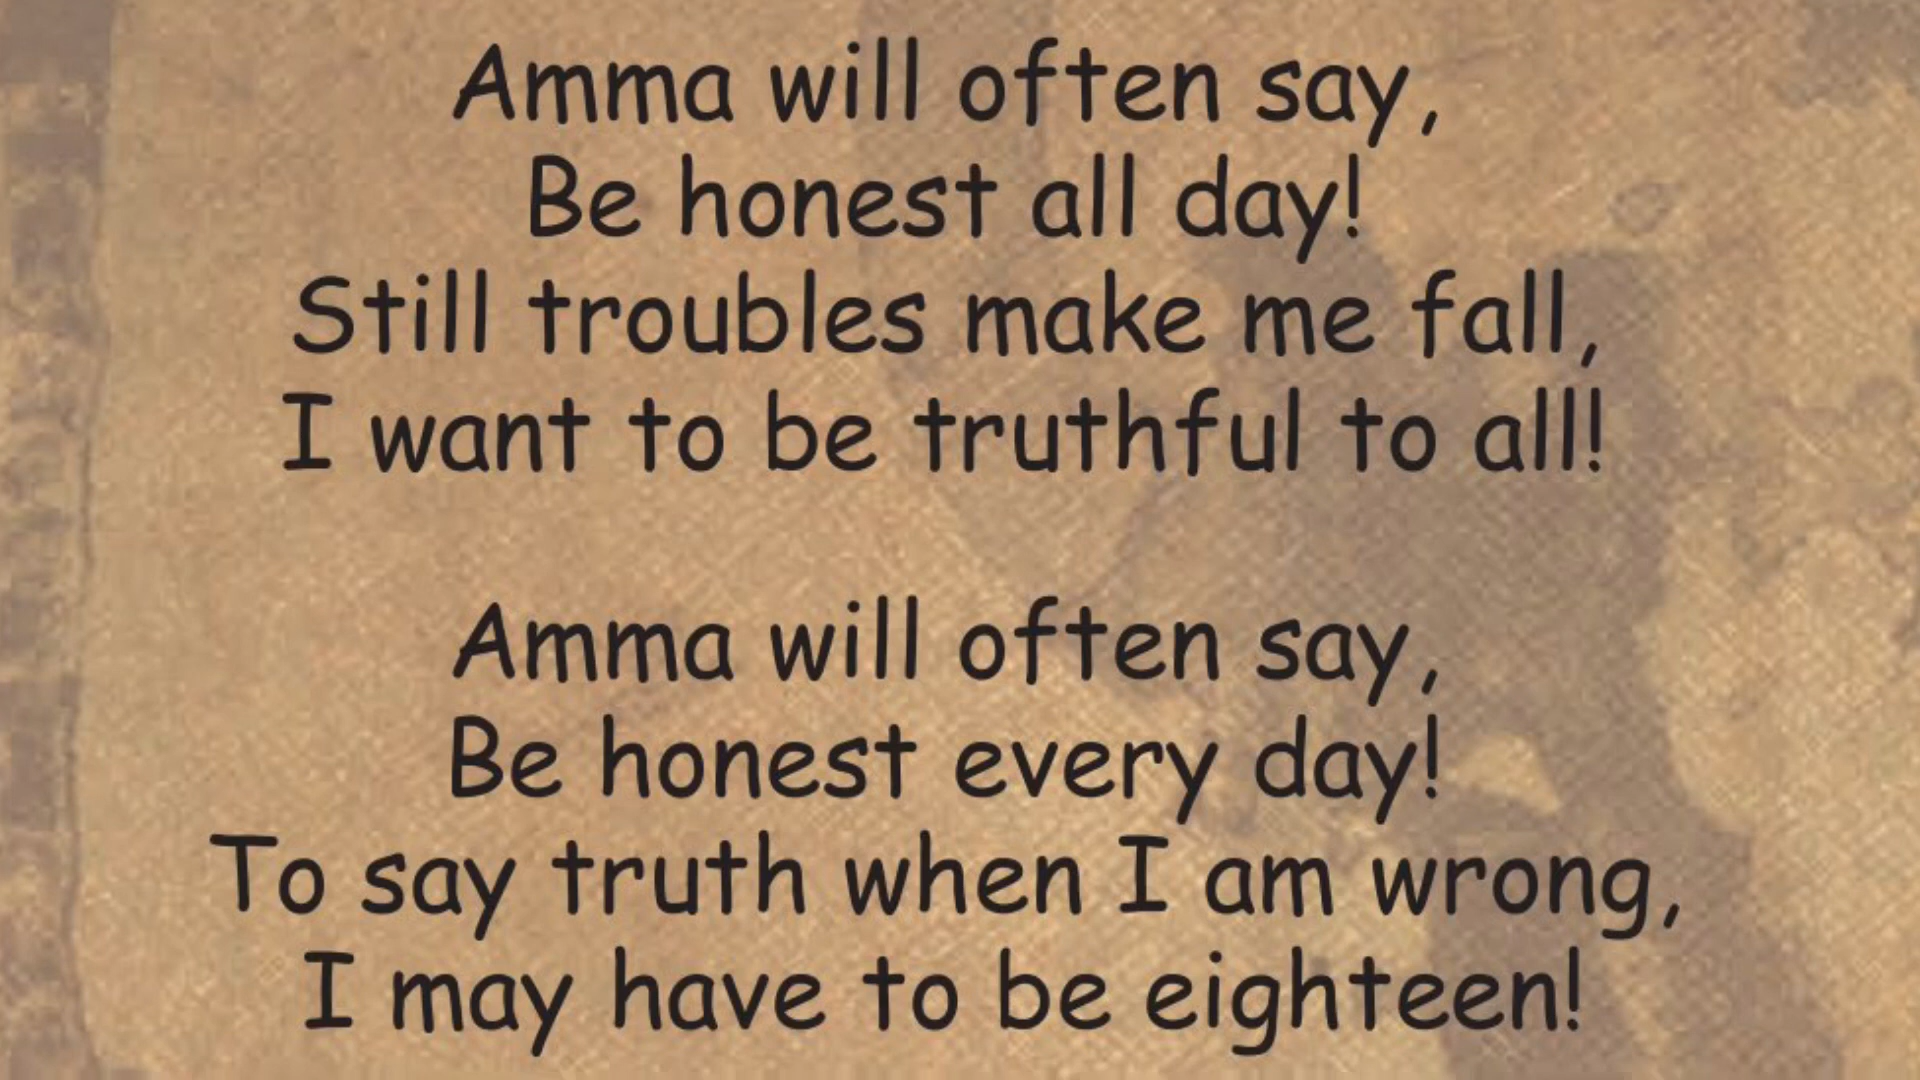 Amma will often say,
Be honest all day!
Still troubles make me fall,
I want to be truthful to all!
Amma will often say,
Be honest every day!
To say truth when I am wrong,
I may have to be eighteen!